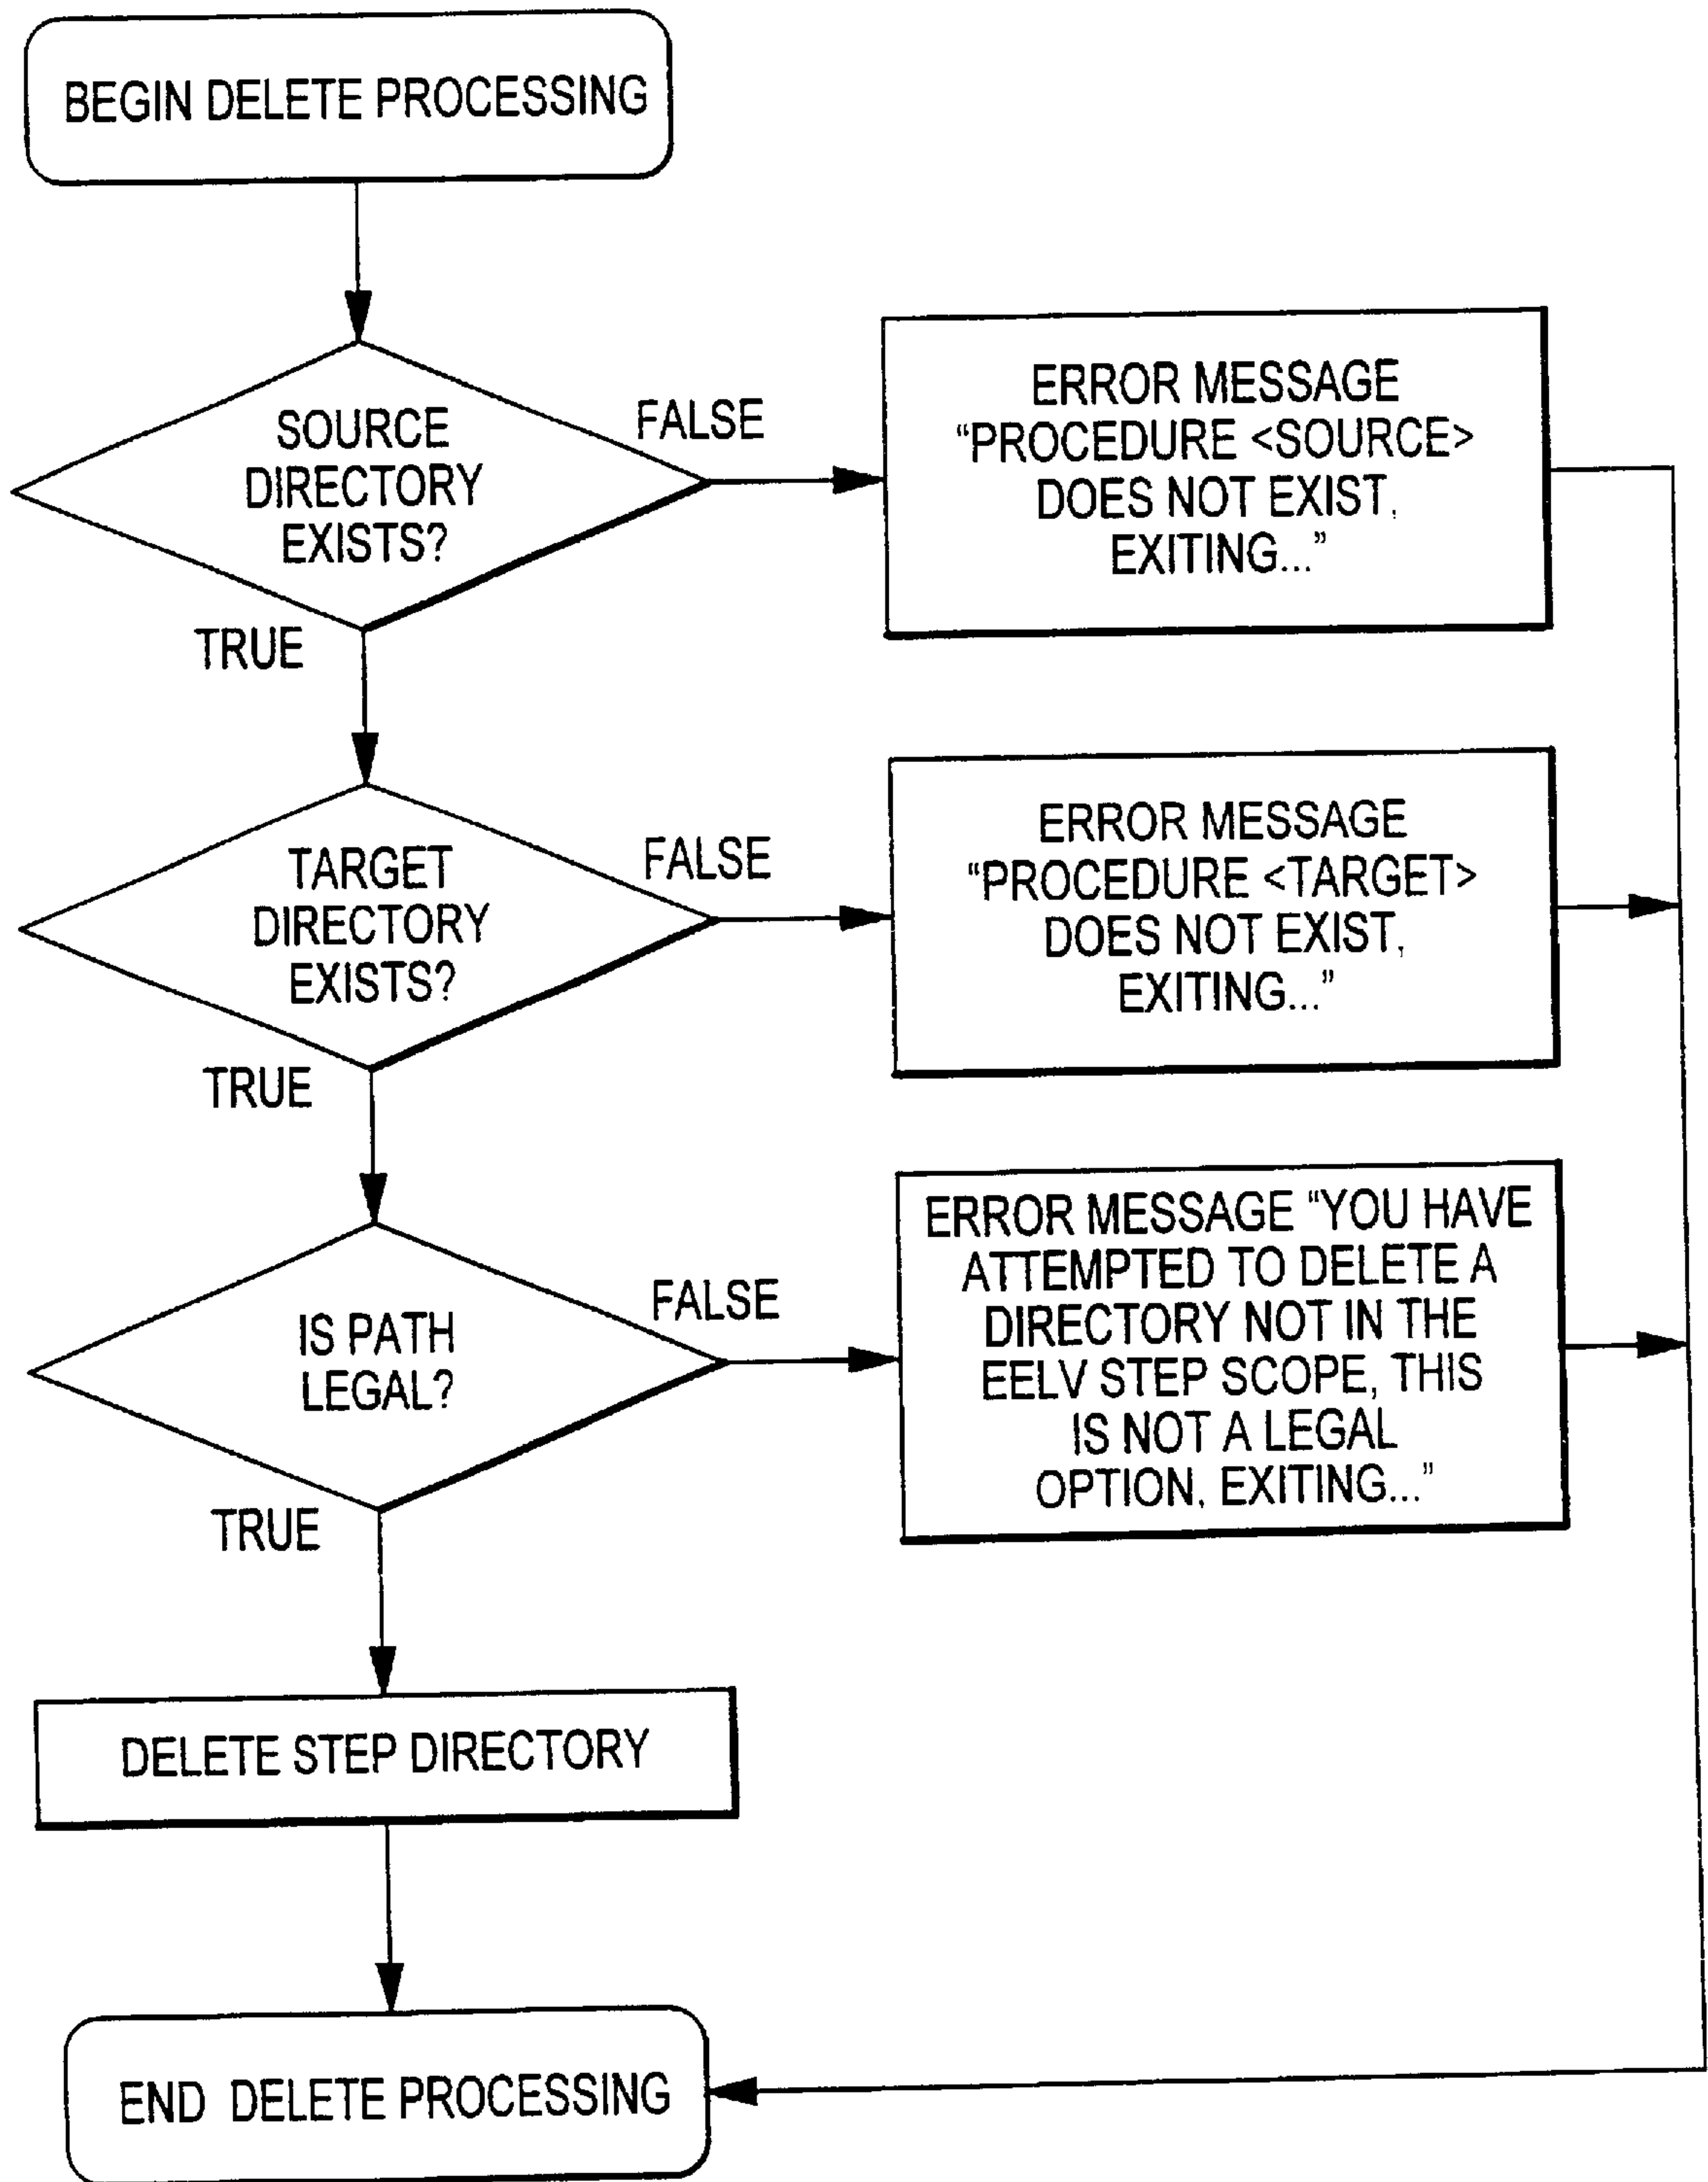 BEGIN DELETE PROCESSING
SOURCE
DIRECTORY
EXISTS?
FALSE
ERROR MESSAGE
“PROCEDURE <SOURCE>
DOES NOT EXIST,
EXITING...”
TRUE
TARGET
DIRECTORY
EXISTS?
FALSE
ERROR MESSAGE
“PROCEDURE <TARGET>
DOES NOT EXIST,
EXITING...”
TRUE
IS PATH
LEGAL?
FALSE
ERROR MESSAGE “YOU HAVE
ATTEMPTED TO DELETE A
DIRECTORY NOT IN THE
EELV STEP SCOPE, THIS
IS NOT A LEGAL
OPTION, EXITING...”
TRUE
DELETE STEP DIRECTORY
END DELETE PROCESSING